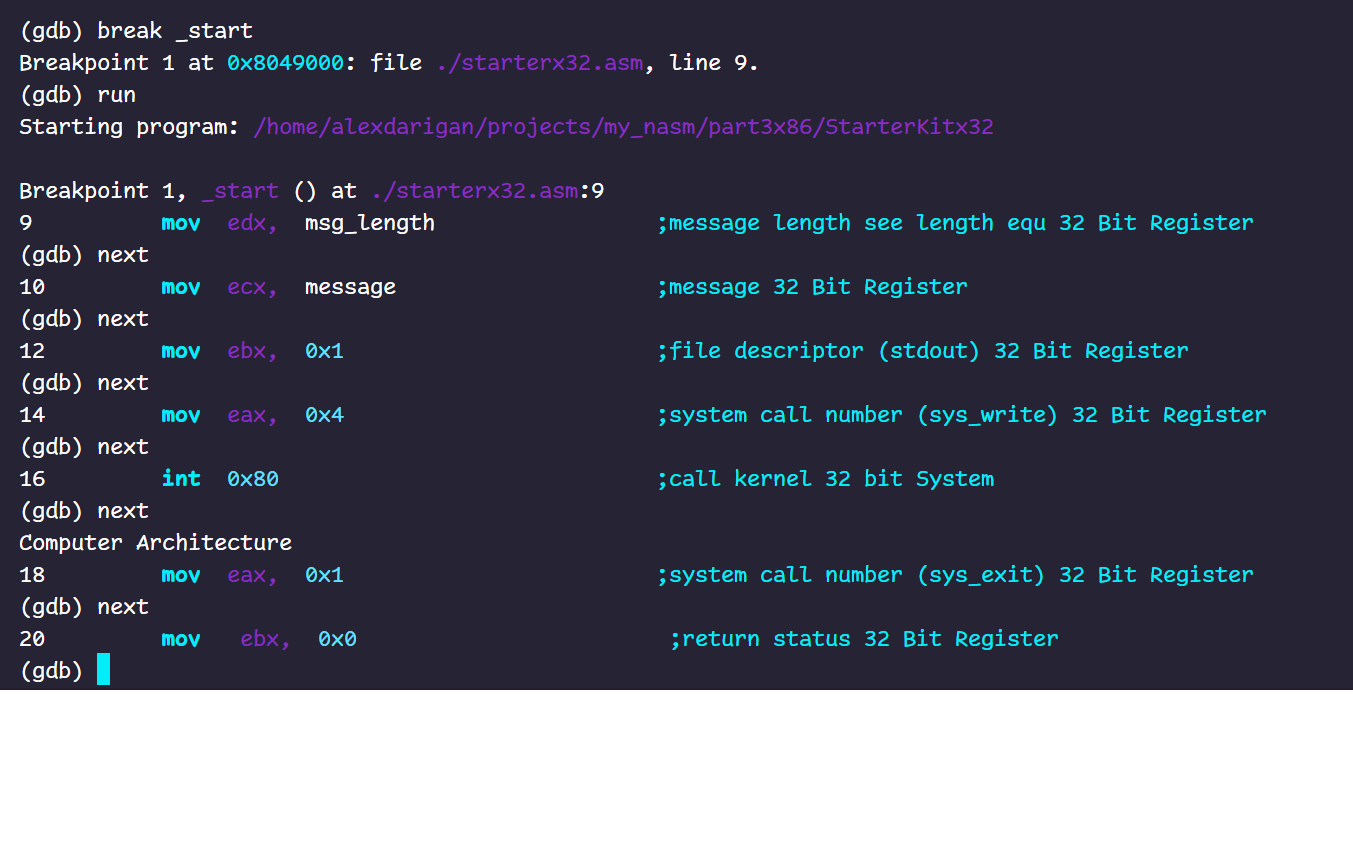 (gdb) break _start
Breakpoint 1 at 0x8049000: file ./starterx32.asm, line 9.
(gdb) run
Starting program: /home/alexdarigan/projects/my_nasm/part3x86/StarterKitx32
Breakpoint 1, _start () at ./starterx32.asm:9
9 mov edx, msg_length ;message length see length equ 32 Bit Register
(gdb) next
10 mov ecx, message ;message 32 Bit Register
(gdb) next
12 mov ebx, 0x1 ;file descriptor (stdout) 32 Bit Register
(gdb) next
14 mov eax, 0x4 ;system call number (sys_write) 32 Bit Register
(gdb) next
16 int 0x80 ;call kernel 32 bit System
(gdb) next
Computer Architecture
18 mov eax, 0x1 ;system call number (sys_exit) 32 Bit Register
(gdb) next
20 mov ebx, 0x0 ;return status 32 Bit Register
(gdb)